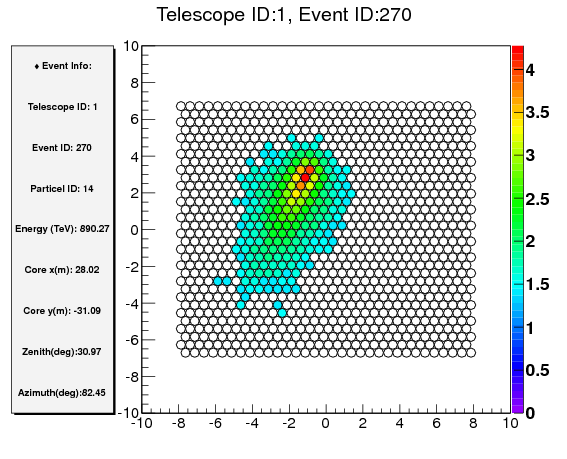 Telescope ID:1, Event ID:270
♦ Event Info:
Telescope ID: 1
Event ID: 270
Particel ID: 14
Energy (TeV): 890.27
Core x(m): 28.02
Core y(m): -31.09
Zenith(deg):30.97
Azimuth(deg):82.45
10
8
6
4
2
0
-2
-4
-6
-8
-10
-10 -8 -6 -4 -2 0 2 4 6 8 10
4
3.5
3
2.5
2
1.5
1
0.5
0